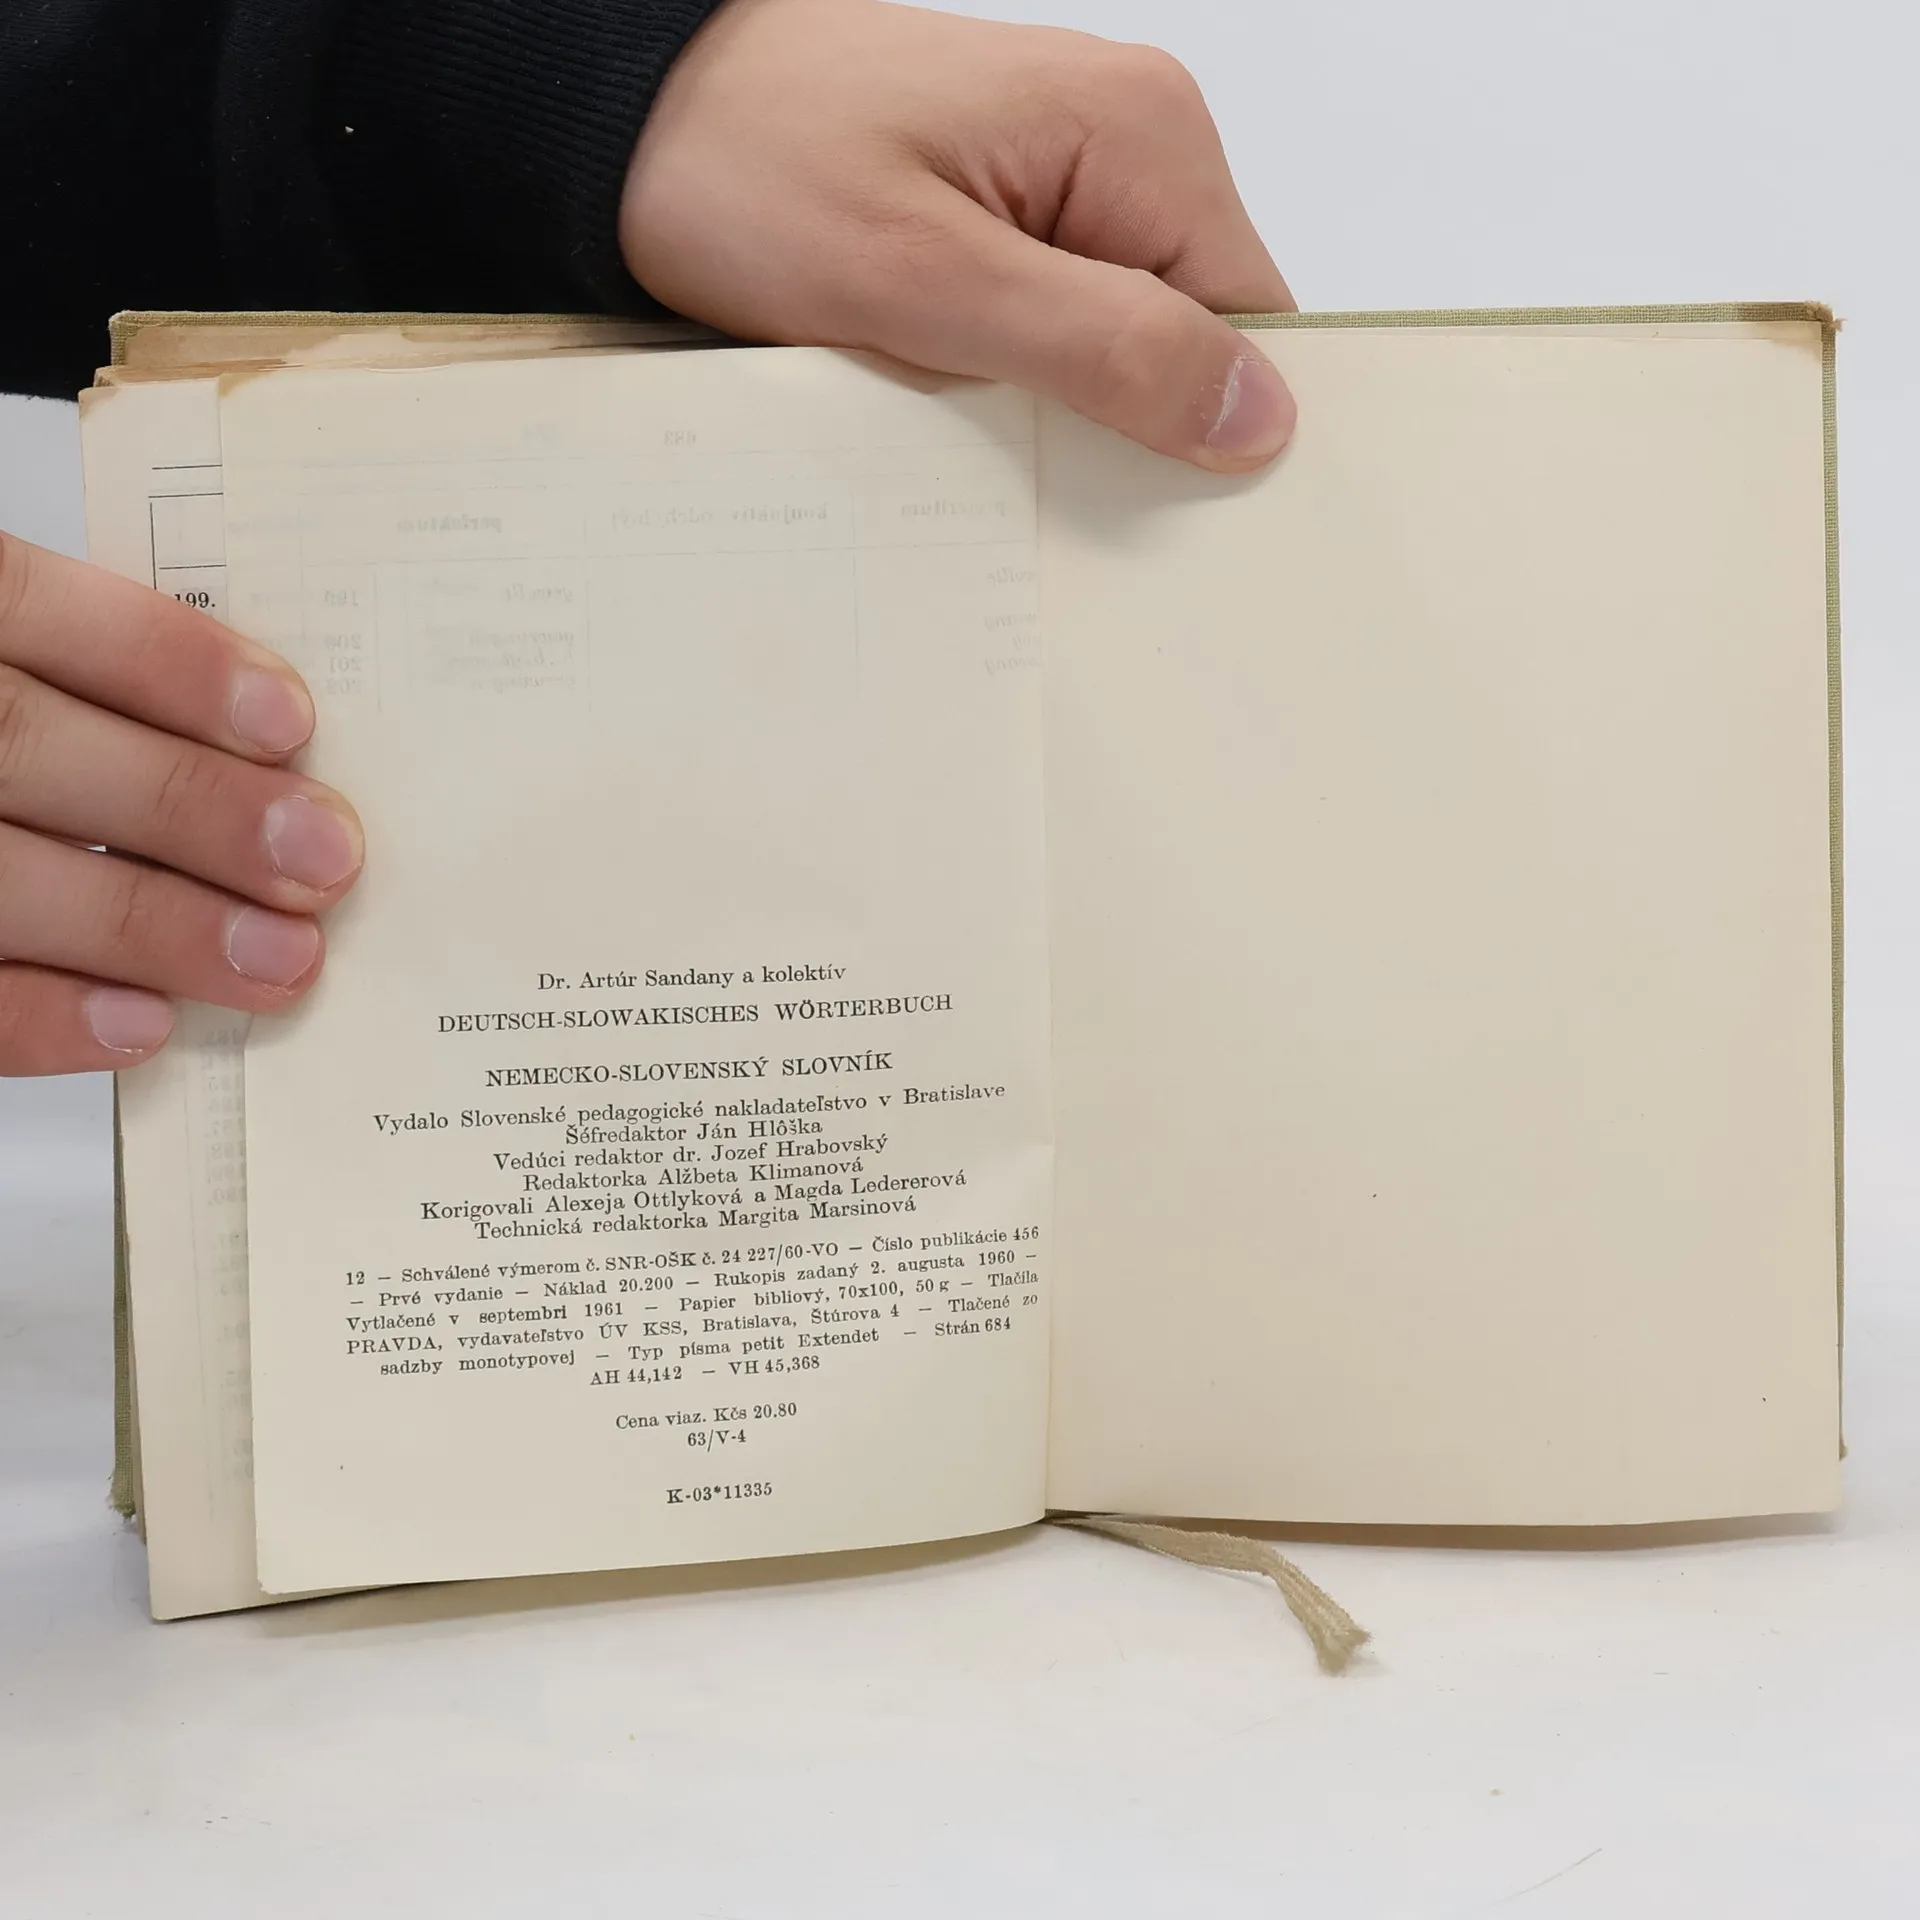 199.
Dr. Artúr Sandany a kolektív
DEUTSCH-SLOWAKISCHES WÖRTERBUCH
NEMECKO-SLOVENSKÝ SLOVNÍK
Vydalo Slovenské pedagogické nakladateľstvo v Bratislave
Šéfredaktor Ján Hlôška
Vedúci redaktor dr. Jozef Hrabovský
Redaktorka Alžbeta Klimanová
Korigovali Alexeja Ottlyková a Magda Ledererová
Technická redaktorka Margita Marsinová
12 — Schválené výmerom č. SNR-OŠK č. 24 227/60-VO — Číslo publikácie 456
— Prvé vydanie — Náklad 20.200 — Rukopis zadaný 2. augusta 1960 —
Vytlačené v septembri 1961 — Papier bibliový, 70x100, 50 g — Tlačila
PRAVDA, vydavateľstvo ÚV KSS, Bratislava, Štúrova 4 — Tlačené zo
sadzby monotypovej — Typ písma petit Extendet — Strán 684
AH 44,142 — VH 45,368
Cena viaz. Kčs 20.80
63/V-4
K-03*11335